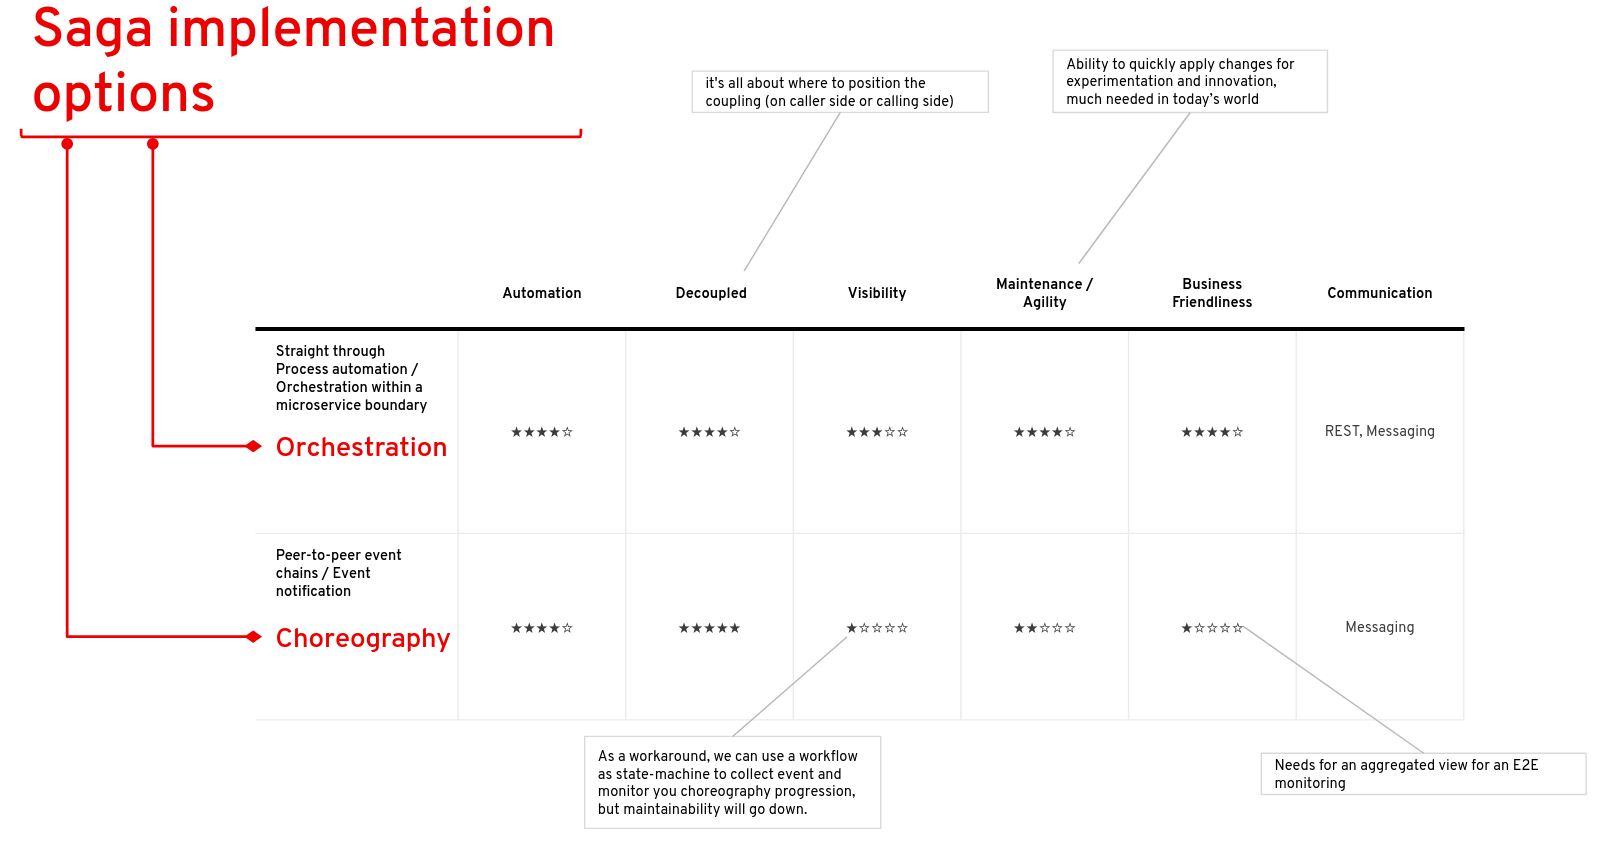 Saga implementation
options
it's all about where to position the
coupling (on caller side or calling side)
Ability to quickly apply changes for
experimentation and innovation,
much needed in today’s world
Automation
Decoupled
Visibility
Maintenance /
Agility
Business
Friendliness
Communication
Straight through
Process automation /
Orchestration within a
microservice boundary
Orchestration
★★★★☆
★★★★☆
★★★☆☆
★★★★☆
★★★★☆
REST, Messaging
Peer-to-peer event
chains / Event
notification
Choreography
★★★★☆
★★★★★
★☆☆☆☆
★★☆☆☆
★☆☆☆☆
Messaging
As a workaround, we can use a workflow
as state-machine to collect event and
monitor you choreography progression,
but maintainability will go down.
Needs for an aggregated view for an E2E
monitoring